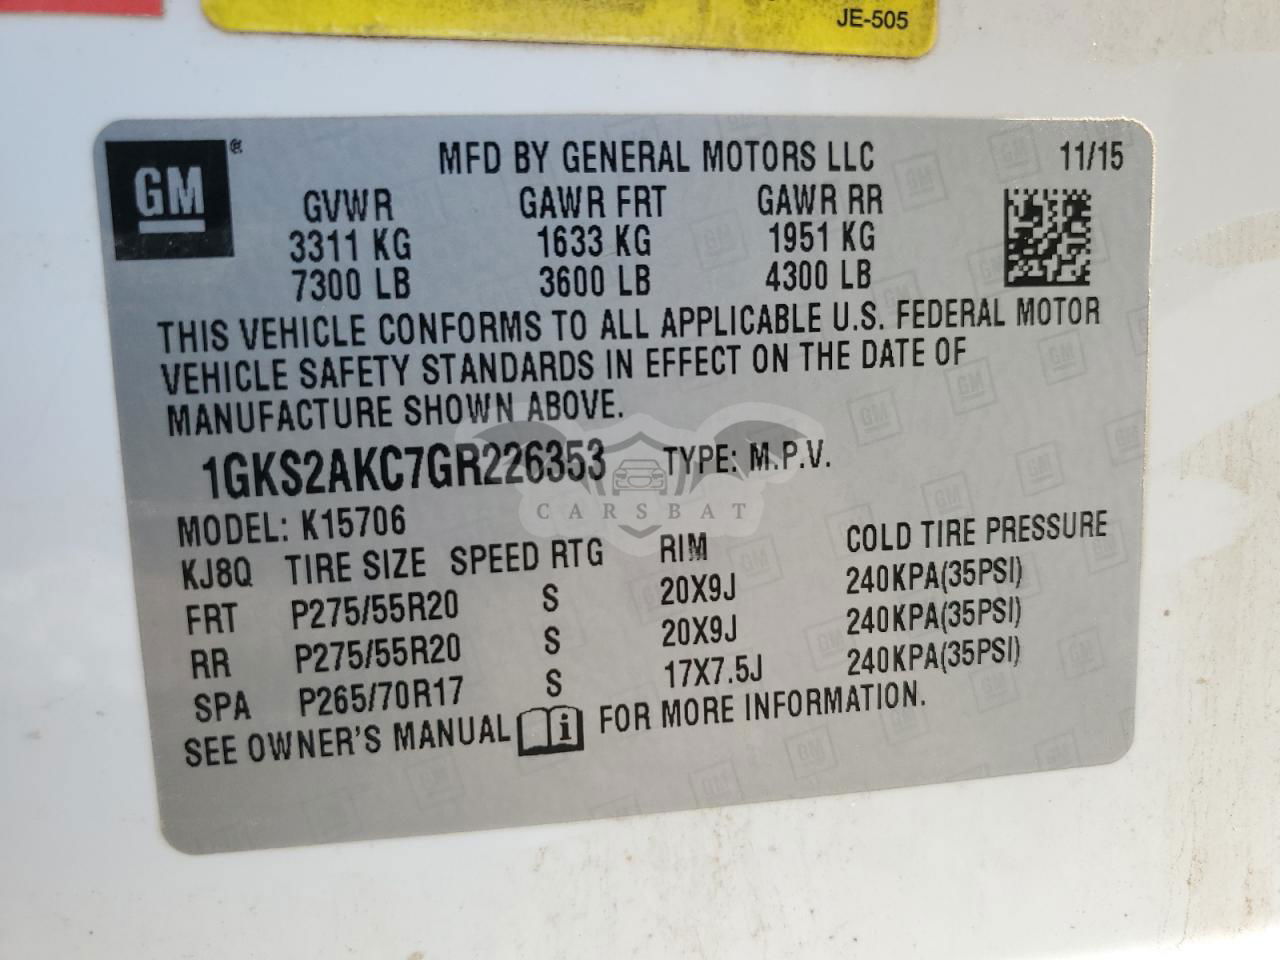 JE-505
GM
MFD BY GENERAL MOTORS LLC 11/15
GVWR GAWR FRT GAWR RR
3311 KG 1633 KG 1951 KG
7300 LB 3600 LB 4300 LB
THIS VEHICLE CONFORMS TO ALL APPLICABLE U.S. FEDERAL MOTOR
VEHICLE SAFETY STANDARDS IN EFFECT ON THE DATE OF
MANUFACTURE SHOWN ABOVE.
1GKS2AKC7GR226353 TYPE: M.P.V.
CARSBAT
MODEL: K15706
KJ8Q TIRE SIZE SPEED RTG RIM COLD TIRE PRESSURE
FRT P275/55R20 S 20X9J 240KPA(35PSI)
RR P275/55R20 S 20X9J 240KPA(35PSI)
SPA P265/70R17 S 17X7.5J 240KPA(35PSI)
SEE OWNER'S MANUAL i FOR MORE INFORMATION.